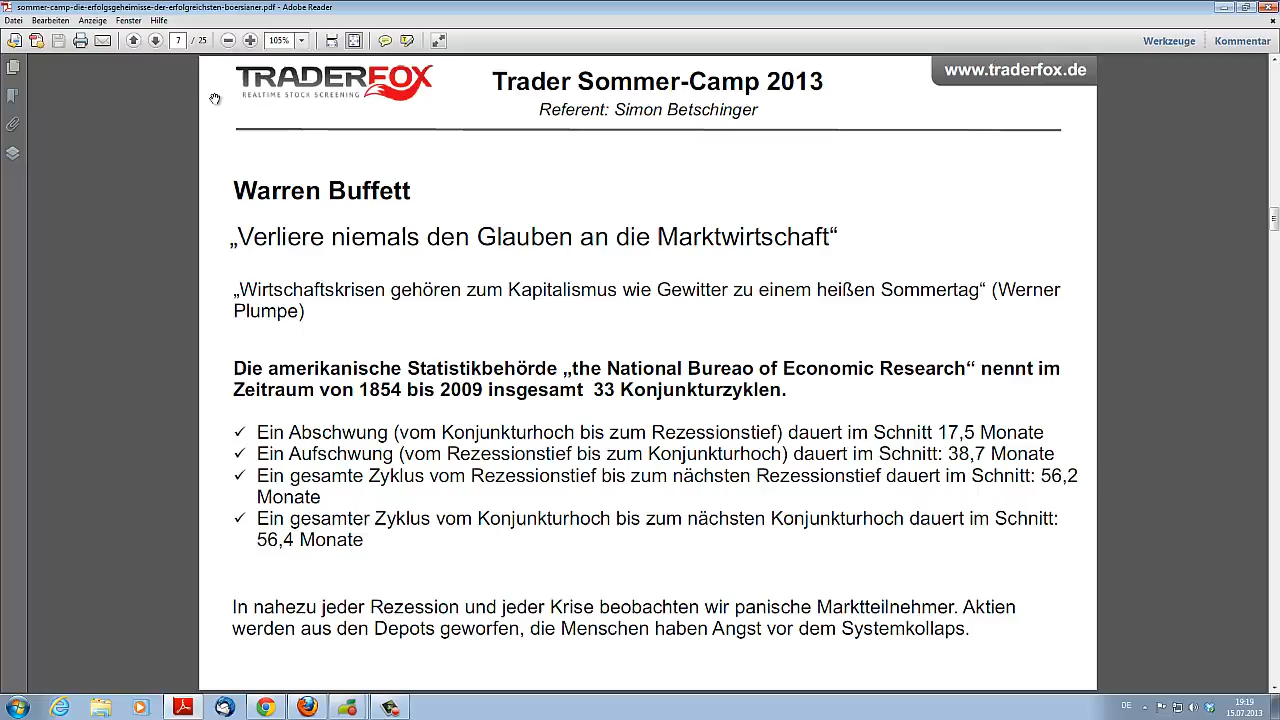 sommer-camp-die-erfolgsgeheimisse-der-erfolgreichsten-boersianer.pdf - Adobe Reader
Datei Bearbeiten Anzeige Fenster Hilfe
7 / 25 105% Werkzeuge Kommentar
TRADERFOX
REALTIME STOCK SCREENING
Trader Sommer-Camp 2013
Referent: Simon Betschinger
www.traderfox.de
Warren Buffett
„Verliere niemals den Glauben an die Marktwirtschaft“
„Wirtschaftskrisen gehören zum Kapitalismus wie Gewitter zu einem heißen Sommertag“ (Werner
Plumpe)
Die amerikanische Statistikbehörde „the National Bureao of Economic Research“ nennt im
Zeitraum von 1854 bis 2009 insgesamt 33 Konjunkturzyklen.
✓ Ein Abschwung (vom Konjunkturhoch bis zum Rezessionstief) dauert im Schnitt 17,5 Monate
✓ Ein Aufschwung (vom Rezessionstief bis zum Konjunkturhoch) dauert im Schnitt: 38,7 Monate
✓ Ein gesamte Zyklus vom Rezessionstief bis zum nächsten Rezessionstief dauert im Schnitt: 56,2
Monate
✓ Ein gesamter Zyklus vom Konjunkturhoch bis zum nächsten Konjunkturhoch dauert im Schnitt:
56,4 Monate
In nahezu jeder Rezession und jeder Krise beobachten wir panische Marktteilnehmer. Aktien
werden aus den Depots geworfen, die Menschen haben Angst vor dem Systemkollaps.
DE
19:19
15.07.2013